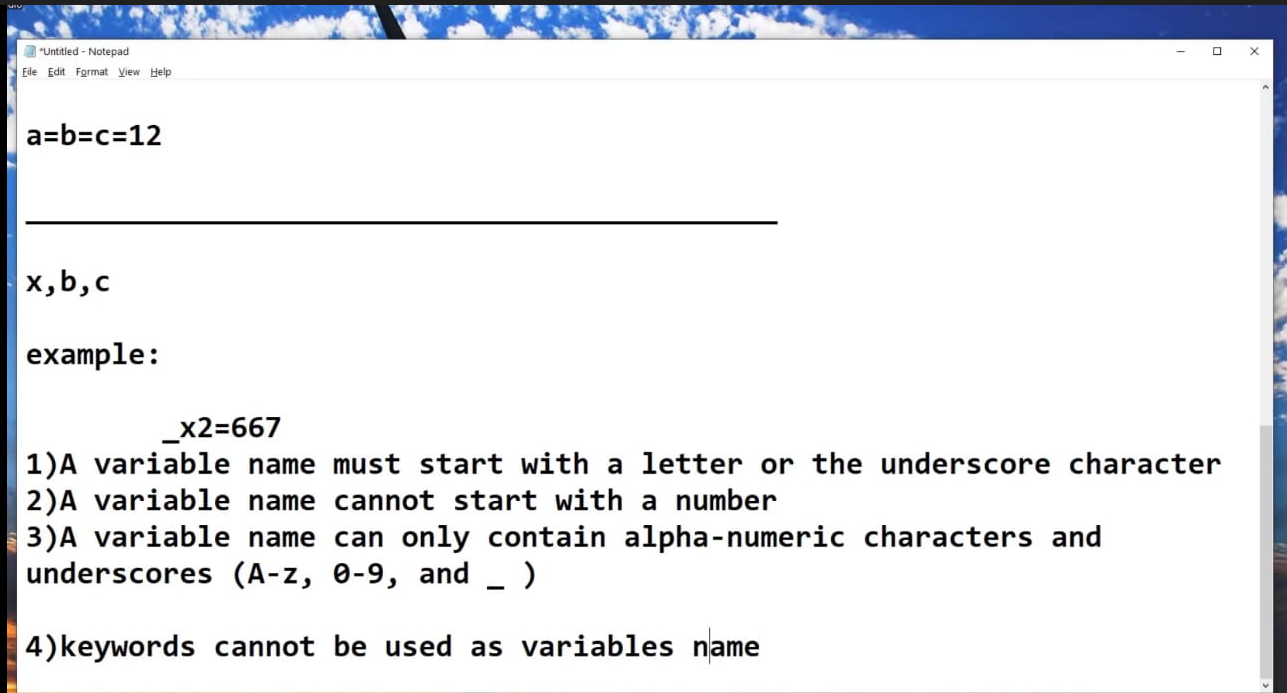 *Untitled - Notepad
File Edit Format View Help
a=b=c=12
x,b,c
example:
_x2=667
1)A variable name must start with a letter or the underscore character
2)A variable name cannot start with a number
3)A variable name can only contain alpha-numeric characters and
underscores (A-z, 0-9, and _ )
4)keywords cannot be used as variables name